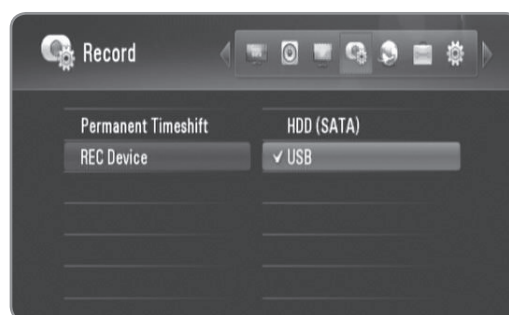 Record
Permanent Timeshift
HDD (SATA)
REC Device
✓ USB